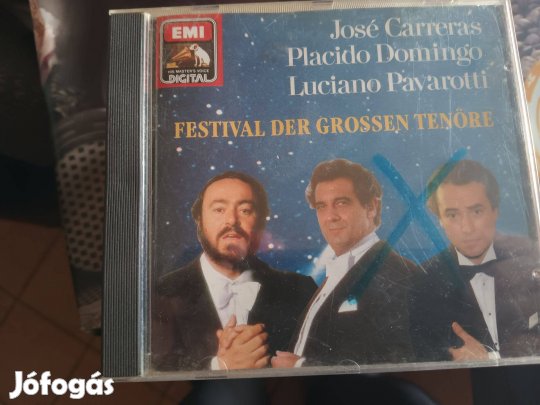 EMI
HIS MASTER'S VOICE
DIGITAL
José Carreras
Placido Domingo
Luciano Pavarotti
FESTIVAL DER GROSSEN TENÖRE
Jófogás